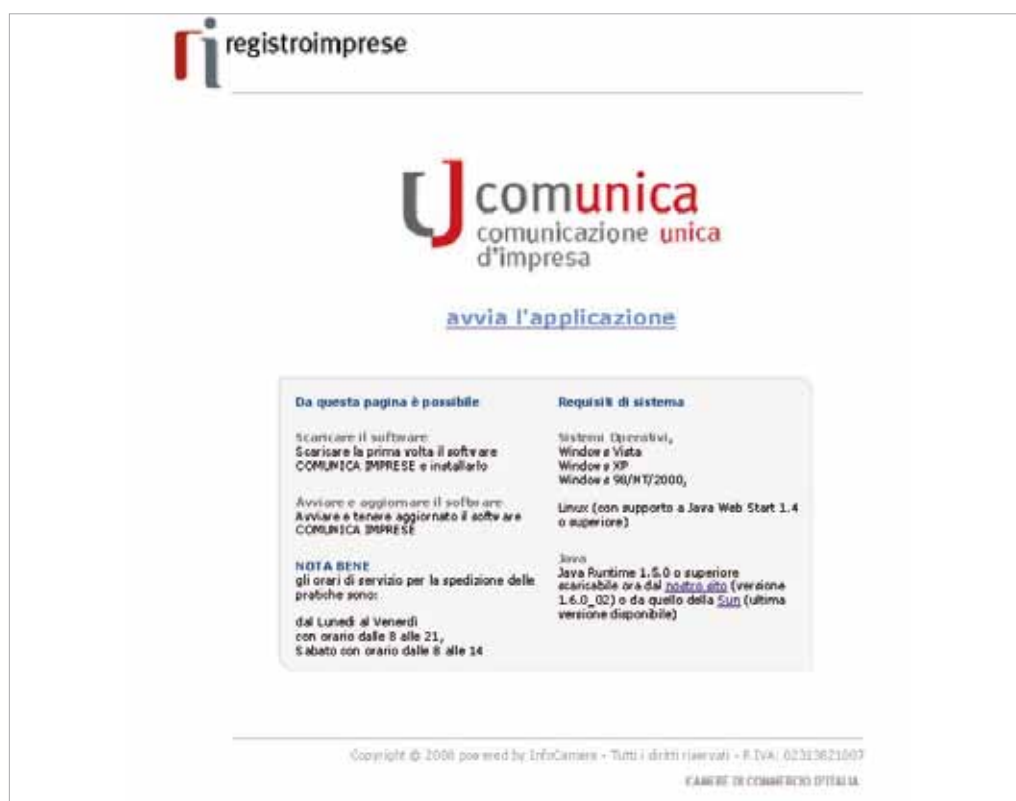 registroimprese
comunica
comunicazione unica
d'impresa
avvia l'applicazione
Da questa pagina è possibile
Scaricare il software
Scaricare la prima volta il software
COMUNICA IMPRESE e installarlo
Avviare e aggiornare il software
Avviare e tenere aggiornato il software
COMUNICA IMPRESE
NOTA BENE
gli orari di servizio per la spedizione delle
pratiche sono:
dal Lunedì al Venerdì
con orario dalle 8 alle 21,
Sabato con orario dalle 8 alle 14
Requisiti di sistema
Sistemi Operativi,
Windows Vista
Windows XP
Windows 98/NT/2000,
Linux (con supporto a Java Web Start 1.4
o superiore)
Java
Java Runtime 1.5.0 o superiore
scaricabile ora dal nostro sito (versione
1.6.0_02) o da quello della Sun (ultima
versione disponibile)
Copyright © 2008 powered by InfoCamere - Tutti i diritti riservati - P.IVA: 02313821007
CAMERE DI COMMERCIO D'ITALIA